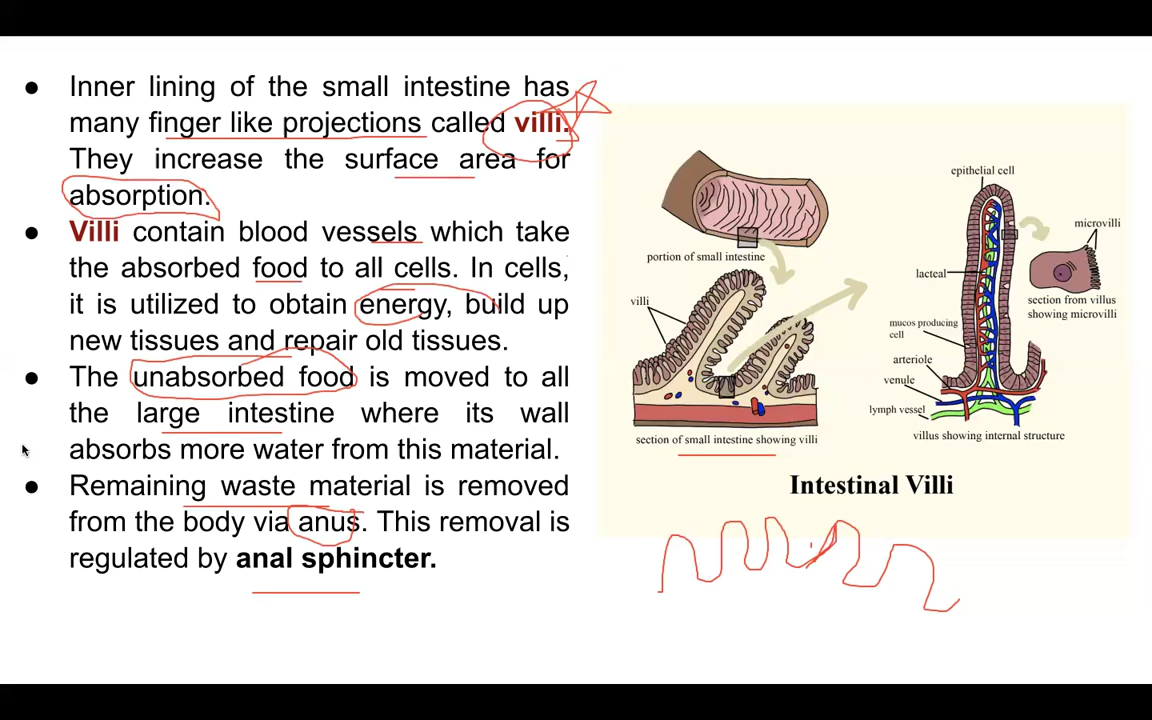 ● Inner lining of the small intestine has
many finger like projections called villi.
They increase the surface area for
absorption.
● Villi contain blood vessels which take
the absorbed food to all cells. In cells,
it is utilized to obtain energy, build up
new tissues and repair old tissues.
● The unabsorbed food is moved to all
the large intestine where its wall
absorbs more water from this material.
● Remaining waste material is removed
from the body via anus. This removal is
regulated by anal sphincter.
portion of small intestine
villi
section of small intestine showing villi
epithelial cell
microvilli
lacteal
section from villus
showing microvilli
mucos producing
cell
arteriole
venule
lymph vessel
villus showing internal structure
Intestinal Villi